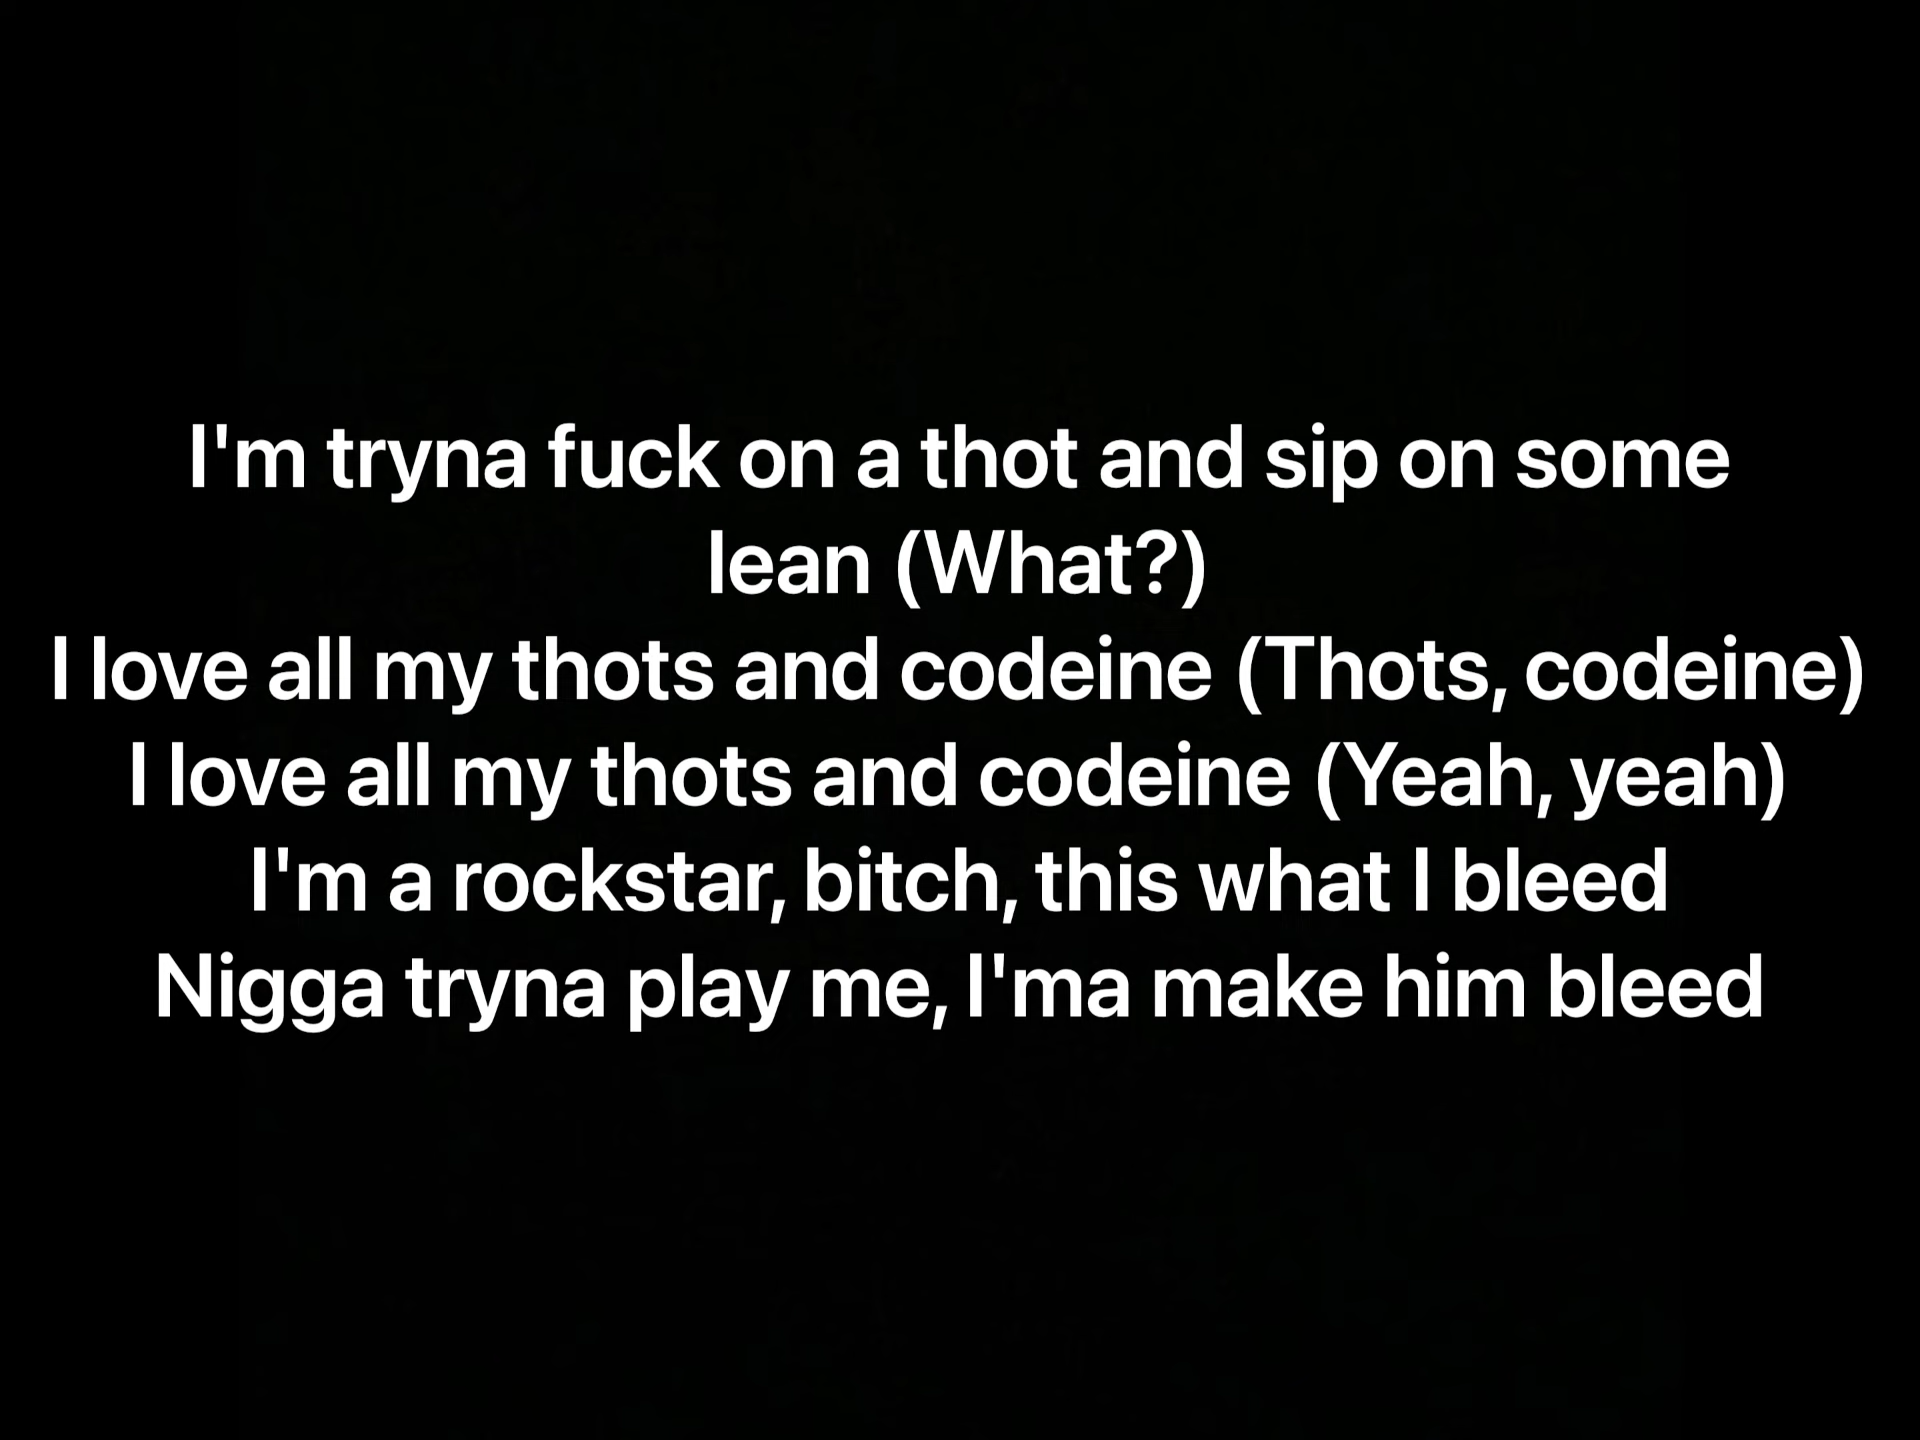 I'm tryna fuck on a thot and sip on some
lean (What?)
I love all my thots and codeine (Thots, codeine)
I love all my thots and codeine (Yeah, yeah)
I'm a rockstar, bitch, this what I bleed
Nigga tryna play me, I'ma make him bleed